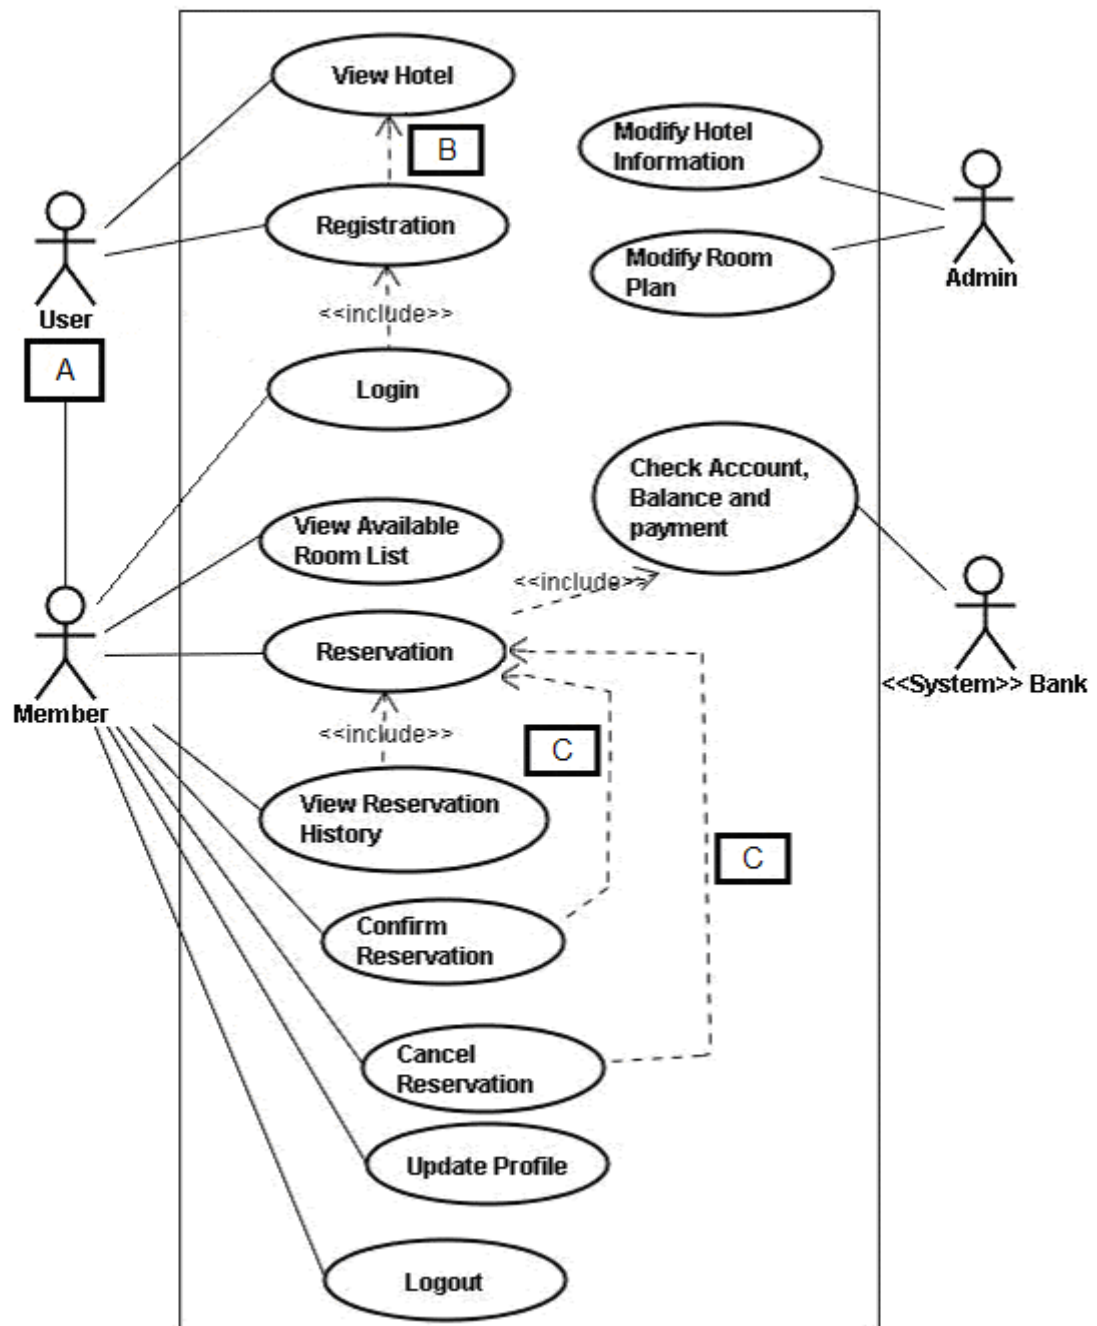 View Hotel
B
Modify Hotel
Information
Registration
Modify Room
Plan
Admin
User
<<include>>
A
Login
Check Account,
Balance and
payment
View Available
Room List
<<include>>
Reservation
<<System>> Bank
Member
<<include>>
C
View Reservation
History
C
Confirm
Reservation
Cancel
Reservation
Update Profile
Logout